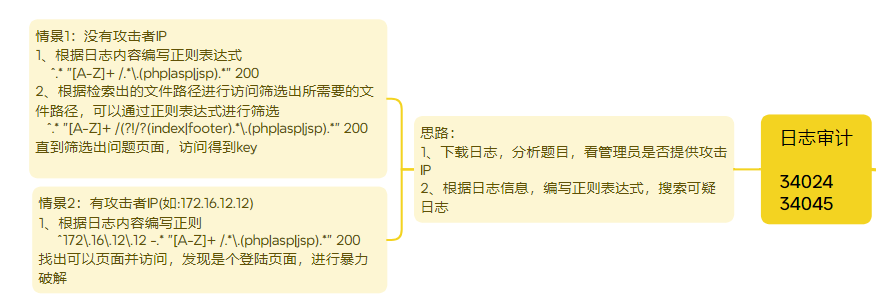 情景1：没有攻击者IP
1、根据日志内容编写正则表达式
^.* "[A-Z]+ /.*\.(php|asp|jsp).*" 200
2、根据检索出的文件路径进行访问筛选出所需要的文
件路径，可以通过正则表达式进行筛选
^.* "[A-Z]+ /(?!/?(index|footer).*\.(php|asp|jsp).*" 200
直到筛选出问题页面，访问得到key
情景2：有攻击者IP(如:172.16.12.12)
1、根据日志内容编写正则
^172\.16\.12\.12 -.* "[A-Z]+ /.*\.(php|asp|jsp).*" 200
找出可以页面并访问，发现是个登陆页面，进行暴力
破解
思路：
1、下载日志，分析题目，看管理员是否提供攻击
IP
2、根据日志信息，编写正则表达式，搜索可疑
日志
日志审计
34024
34045